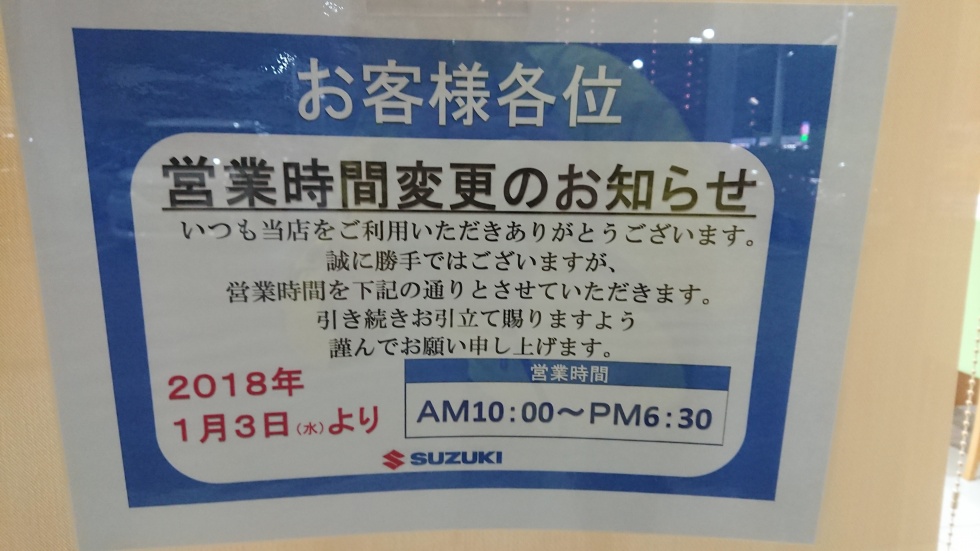 お客様各位
営業時間変更のお知らせ
いつも当店をご利用いただきありがとうございます。
誠に勝手ではございますが、
営業時間を下記の通りとさせていただきます。
引き続きお引立て賜りますよう
謹んでお願い申し上げます。
2018年
1月3日(水)より
営業時間
AM10:00～PM6:30
SUZUKI